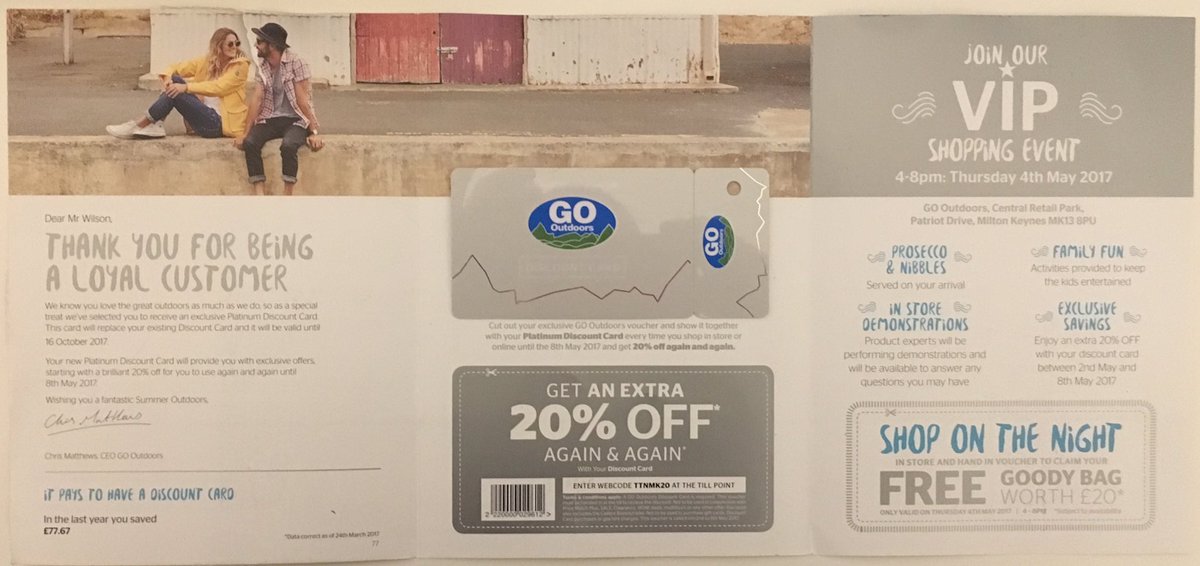 Dear Mr Wilson,
THANK YOU FOR BEING
A LOYAL CUSTOMER
We know you love the great outdoors as much as we do, so as a special
treat we've selected you to receive an exclusive Platinum Discount Card.
This card will replace your existing Discount Card and it will be valid until
16 October 2017.
Your new Platinum Discount Card will provide you with exclusive offers,
starting with a brilliant 20% off for you to use again and again until
8th May 2017.
Wishing you a fantastic Summer Outdoors,
Chris Matthews
Chris Matthews: CEO GO Outdoors
IT PAYS TO HAVE A DISCOUNT CARD
In the last year you saved
£77.67
*Data correct as of 24th March 2017
77
GO
Outdoors
GO
Outdoors
Cut out your exclusive GO Outdoors voucher and show it together
with your Platinum Discount Card every time you shop in store or
online until the 8th May 2017 and get 20% off again and again.
GET AN EXTRA
20% OFF*
AGAIN & AGAIN*
With Your Discount Card
ENTER WEBCODE TTNMK20 AT THE TILL POINT
2 020000 029612 >
Terms & conditions apply.
JOIN OUR
VIP
SHOPPING EVENT
4-8pm: Thursday 4th May 2017
GO Outdoors, Central Retail Park,
Patriot Drive, Milton Keynes MK13 8PU
PROSECCO
& NIBBLES
Served on your arrival
FAMILY FUN
Activities provided to keep
the kids entertained
IN STORE
DEMONSTRATIONS
Product experts will be
performing demonstrations and
will be available to answer any
questions you may have
EXCLUSIVE
SAVINGS
Enjoy an extra 20% OFF
with your discount card
between 2nd May and
8th May 2017
SHOP ON THE NIGHT
IN STORE AND HAND IN VOUCHER TO CLAIM YOUR
FREE GOODY BAG
WORTH £20*
ONLY VALID ON THURSDAY 4TH MAY 2017 | 4 - 8PM *Subject to availability